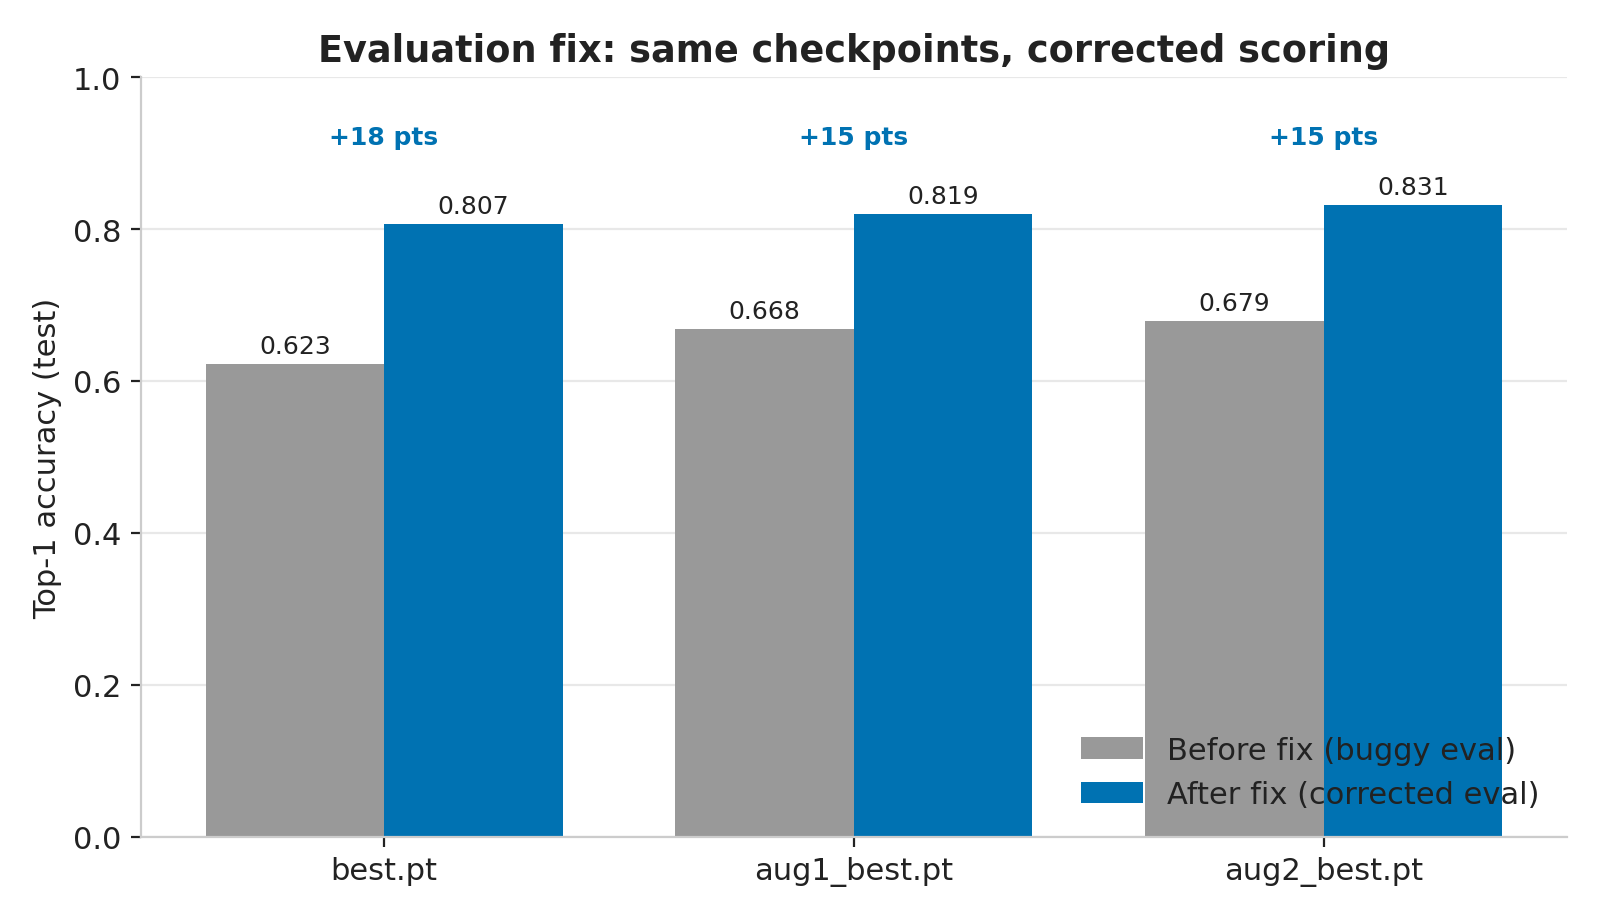 Evaluation fix: same checkpoints, corrected scoring
Top-1 accuracy (test)
1.0
0.8
0.6
0.4
0.2
0.0
+18 pts
+15 pts
+15 pts
0.623
0.807
0.668
0.819
0.679
0.831
Before fix (buggy eval)
After fix (corrected eval)
best.pt
aug1_best.pt
aug2_best.pt